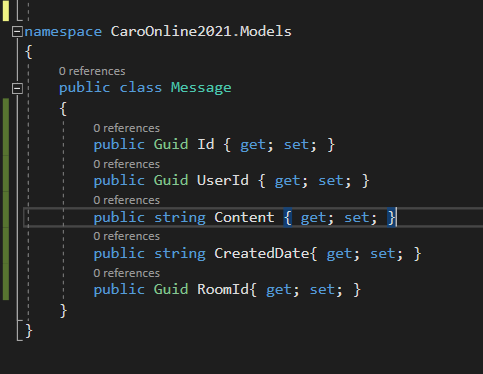 namespace CaroOnline2021.Models
{
0 references
public class Message
{
0 references
public Guid Id { get; set; }
0 references
public Guid UserId { get; set; }
0 references
public string Content { get; set; }
0 references
public string CreatedDate{ get; set; }
0 references
public Guid RoomId{ get; set; }
}
}